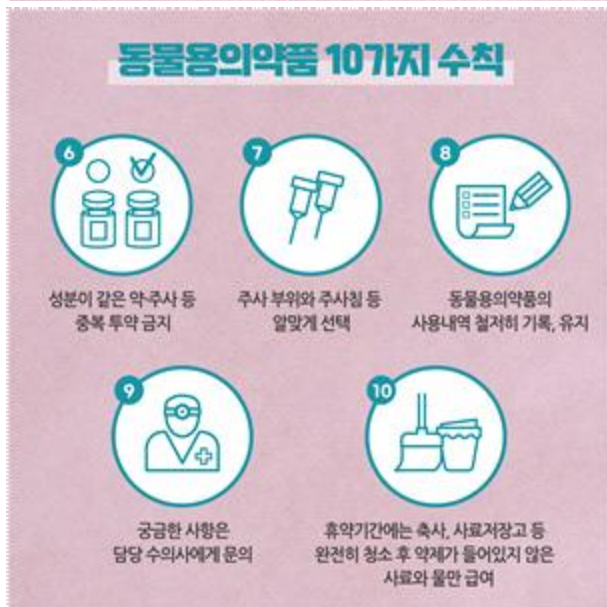 동물용의약품 10가지 수칙
6
성분이 같은 약·주사 등
중복 투약 금지
7
주사 부위와 주사침 등
알맞게 선택
8
동물용의약품의
사용내역 철저히 기록, 유지
9
궁금한 사항은
담당 수의사에게 문의
10
휴약기간에는 축사, 사료저장고 등
완전히 청소 후 약제가 들어있지 않은
사료와 물만 급여